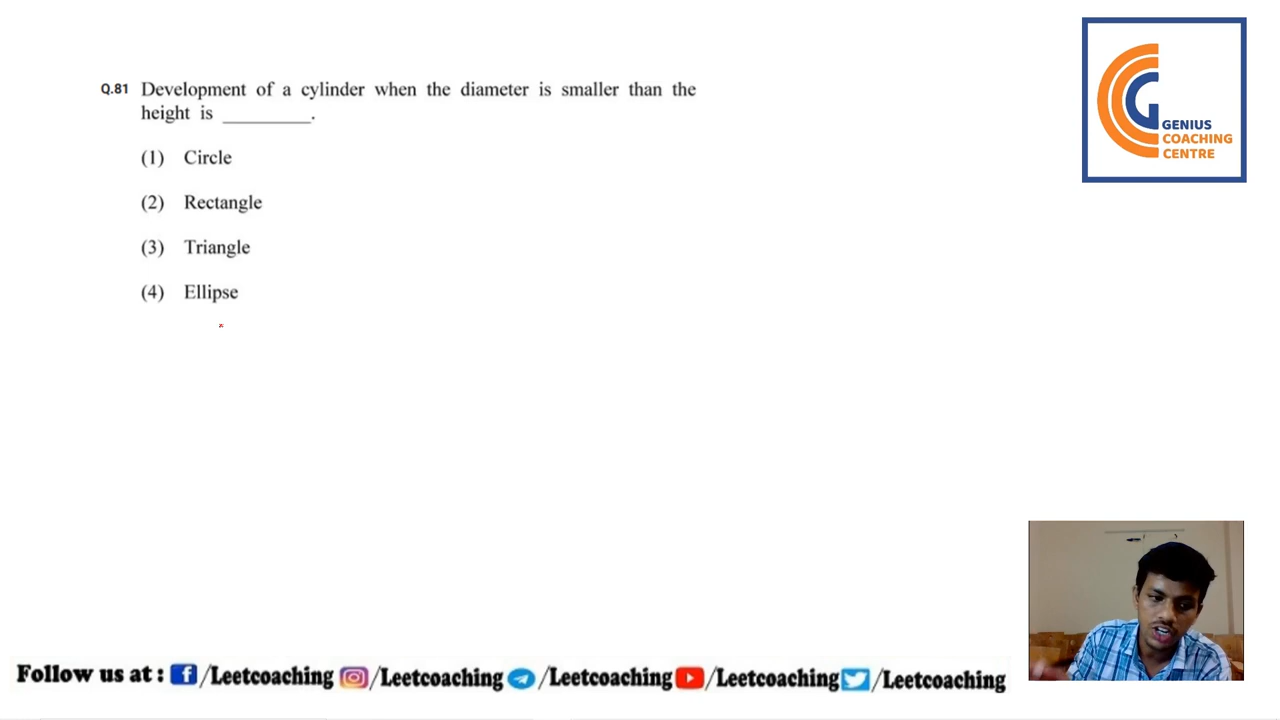 Q.81 Development of a cylinder when the diameter is smaller than the
height is _________.
(1) Circle
(2) Rectangle
(3) Triangle
(4) Ellipse
GENIUS
COACHING
CENTRE
Follow us at : /Leetcoaching /Leetcoaching /Leetcoaching /Leetcoaching /Leetcoaching